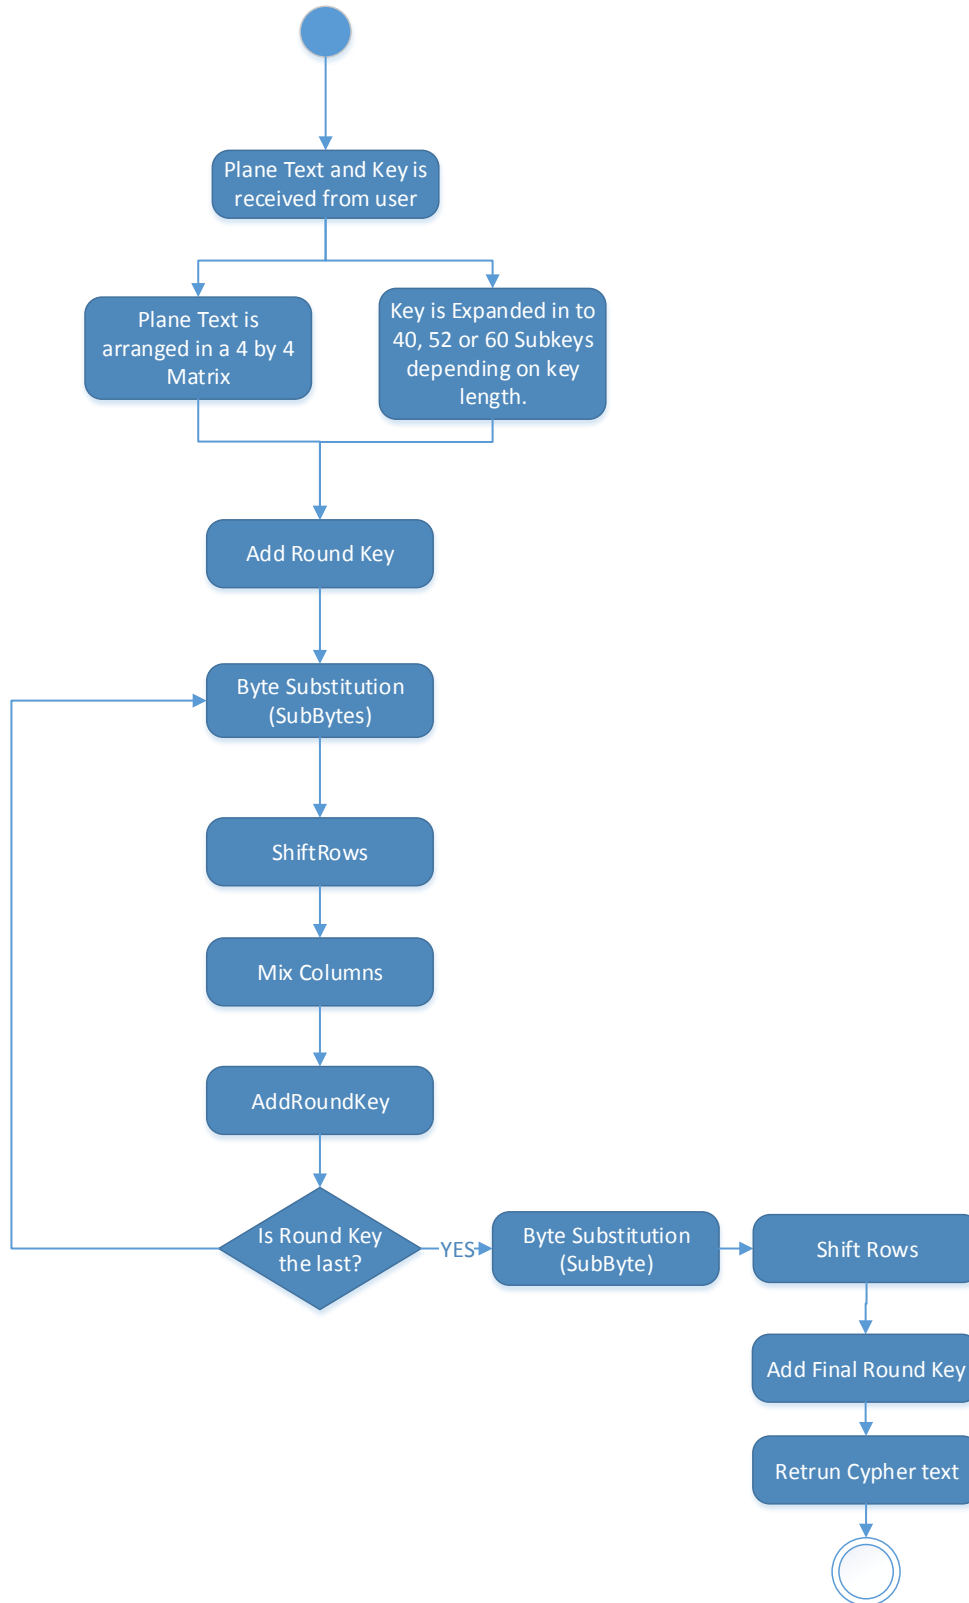 Plane Text and Key is
received from user
Plane Text is
arranged in a 4 by 4
Matrix
Key is Expanded in to
40, 52 or 60 Subkeys
depending on key
length.
Add Round Key
Byte Substitution
(SubBytes)
ShiftRows
Mix Columns
AddRoundKey
Is Round Key
the last?
YES
Byte Substitution
(SubByte)
Shift Rows
Add Final Round Key
Retrun Cypher text